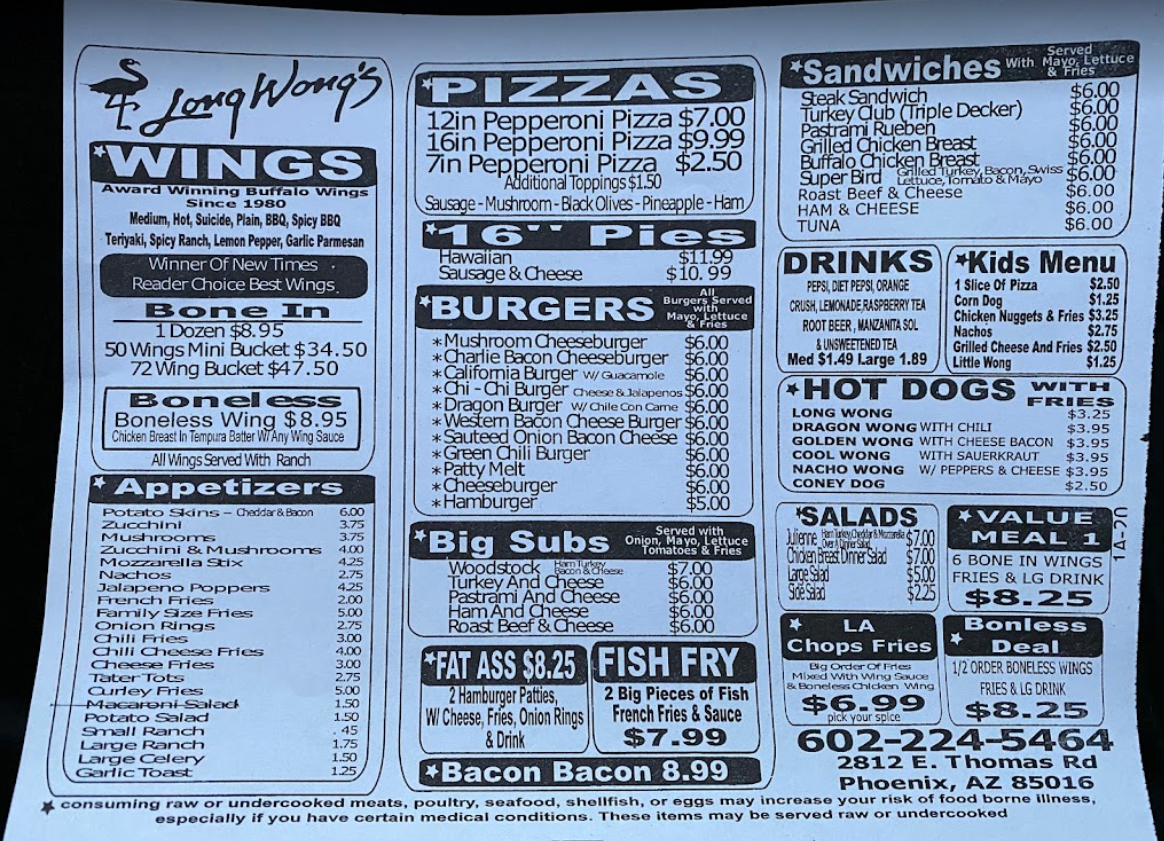 Long Wong's
*WINGS
Award Winning Buffalo Wings
Since 1980
Medium, Hot, Suicide, Plain, BBQ, Spicy BBQ
Teriyaki, Spicy Ranch, Lemon Pepper, Garlic Parmesan
Winner Of New Times
Reader Choice Best Wings
Bone In
1 Dozen $8.95
50 Wings Mini Bucket $34.50
72 Wing Bucket $47.50
Boneless
Boneless Wing $8.95
Chicken Breast In Tempura Batter W/ Any Wing Sauce
All Wings Served With Ranch
*Appetizers
Potato Skins – Cheddar & Bacon 6.00
Zucchini 3.75
Mushrooms 3.75
Zucchini & Mushrooms 4.00
Mozzarella Stix 4.25
Nachos 2.75
Jalapeno Poppers 4.25
French Fries 2.00
Family Size Fries 5.00
Onion Rings 2.75
Chili Fries 3.00
Chili Cheese Fries 4.00
Cheese Fries 3.00
Tater Tots 2.75
Curley Fries 5.00
Macaroni Salad 1.50
Potato Salad 1.50
Small Ranch .45
Large Ranch 1.75
Large Celery 1.50
Garlic Toast 1.25
*PIZZAS
12in Pepperoni Pizza $7.00
16in Pepperoni Pizza $9.99
7in Pepperoni Pizza $2.50
Additional Toppings $1.50
Sausage - Mushroom - Black Olives - Pineapple - Ham
*16" Pies
Hawaiian $11.99
Sausage & Cheese $10.99
*BURGERS All Burgers Served with Mayo, Lettuce & Fries
*Mushroom Cheeseburger $6.00
*Charlie Bacon Cheeseburger $6.00
*California Burger W/ Guacamole $6.00
*Chi - Chi Burger Cheese & Jalapenos $6.00
*Dragon Burger W/ Chile Con Carne $6.00
*Western Bacon Cheese Burger $6.00
*Sauteed Onion Bacon Cheese $6.00
*Green Chili Burger $6.00
*Patty Melt $6.00
*Cheeseburger $6.00
*Hamburger $5.00
*Big Subs Served with Onion, Mayo, Lettuce Tomatoes & Fries
Woodstock Ham Turkey Bacon & Cheese $7.00
Turkey And Cheese $6.00
Pastrami And Cheese $6.00
Ham And Cheese $6.00
Roast Beef & Cheese $6.00
*FAT ASS $8.25
2 Hamburger Patties,
W/ Cheese, Fries, Onion Rings
& Drink
FISH FRY
2 Big Pieces of Fish
French Fries & Sauce
$7.99
*Bacon Bacon 8.99
*Sandwiches Served With Mayo, Lettuce & Fries
Steak Sandwich $6.00
Turkey Club (Triple Decker) $6.00
Pastrami Rueben $6.00
Grilled Chicken Breast $6.00
Buffalo Chicken Breast $6.00
Super Bird Grilled Turkey, Bacon, Swiss Lettuce, Tomato & Mayo $6.00
Roast Beef & Cheese $6.00
HAM & CHEESE $6.00
TUNA $6.00
DRINKS
PEPSI, DIET PEPSI, ORANGE
CRUSH, LEMONADE, RASPBERRY TEA
ROOT BEER, MANZANITA SOL
& UNSWEETENED TEA
Med $1.49 Large 1.89
*Kids Menu
1 Slice Of Pizza $2.50
Corn Dog $1.25
Chicken Nuggets & Fries $3.25
Nachos $2.75
Grilled Cheese And Fries $2.50
Little Wong $1.25
*HOT DOGS WITH FRIES
LONG WONG $3.25
DRAGON WONG WITH CHILI $3.95
GOLDEN WONG WITH CHEESE BACON $3.95
COOL WONG WITH SAUERKRAUT $3.95
NACHO WONG W/ PEPPERS & CHEESE $3.95
CONEY DOG $2.50
*SALADS
Julienne Ham Turkey, Cheddar & Mozzarella Over A Dinner Salad $7.00
Chicken Breast Dinner Salad $7.00
Large Salad $5.00
Side Salad $2.25
*VALUE
MEAL 1
6 BONE IN WINGS
FRIES & LG DRINK
$8.25
1A-20
*LA
Chops Fries
Big Order Of Fries
Mixed With Wing Sauce
& Boneless Chicken Wing
$6.99
pick your spice
Bonless
*Deal
1/2 ORDER BONELESS WINGS
FRIES & LG DRINK
$8.25
602-224-5464
2812 E. Thomas Rd
Phoenix, AZ 85016
* consuming raw or undercooked meats, poultry, seafood, shellfish, or eggs may increase your risk of food borne illness,
especially if you have certain medical conditions. These items may be served raw or undercooked